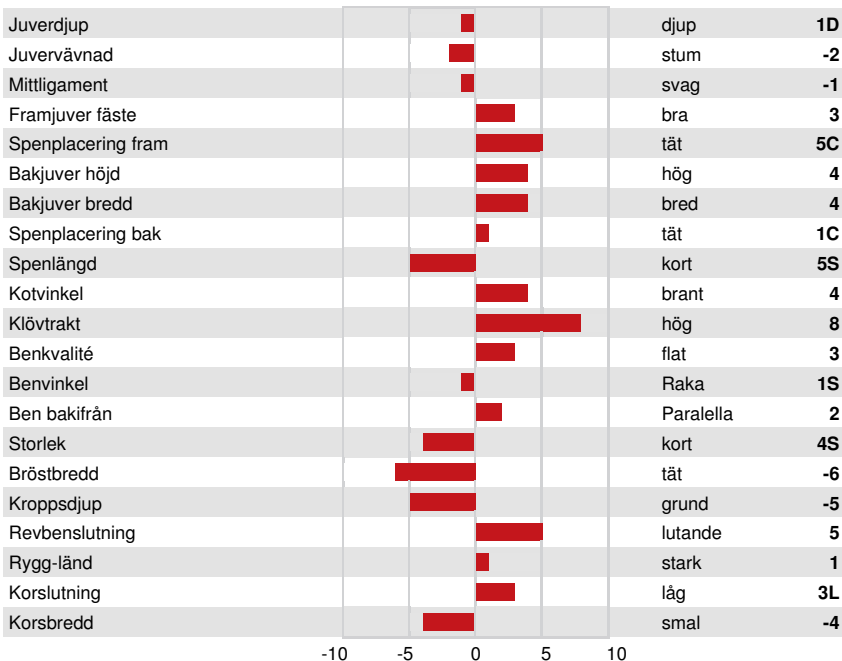 Juverdjup djup 1D
Juvervävnad stum -2
Mittligament svag -1
Framjuver fäste bra 3
Spenplacering fram tät 5C
Bakjuver höjd hög 4
Bakjuver bredd bred 4
Spenplacering bak tät 1C
Spenlängd kort 5S
Kotvinkel brant 4
Klövtrakt hög 8
Benkvalité flat 3
Benvinkel Raka 1S
Ben bakifrån Paralella 2
Storlek kort 4S
Bröstbredd tät -6
Kroppsdjup grund -5
Revbenslutning lutande 5
Rygg-länd stark 1
Korslutning låg 3L
Korsbredd smal -4
-10 -5 0 5 10